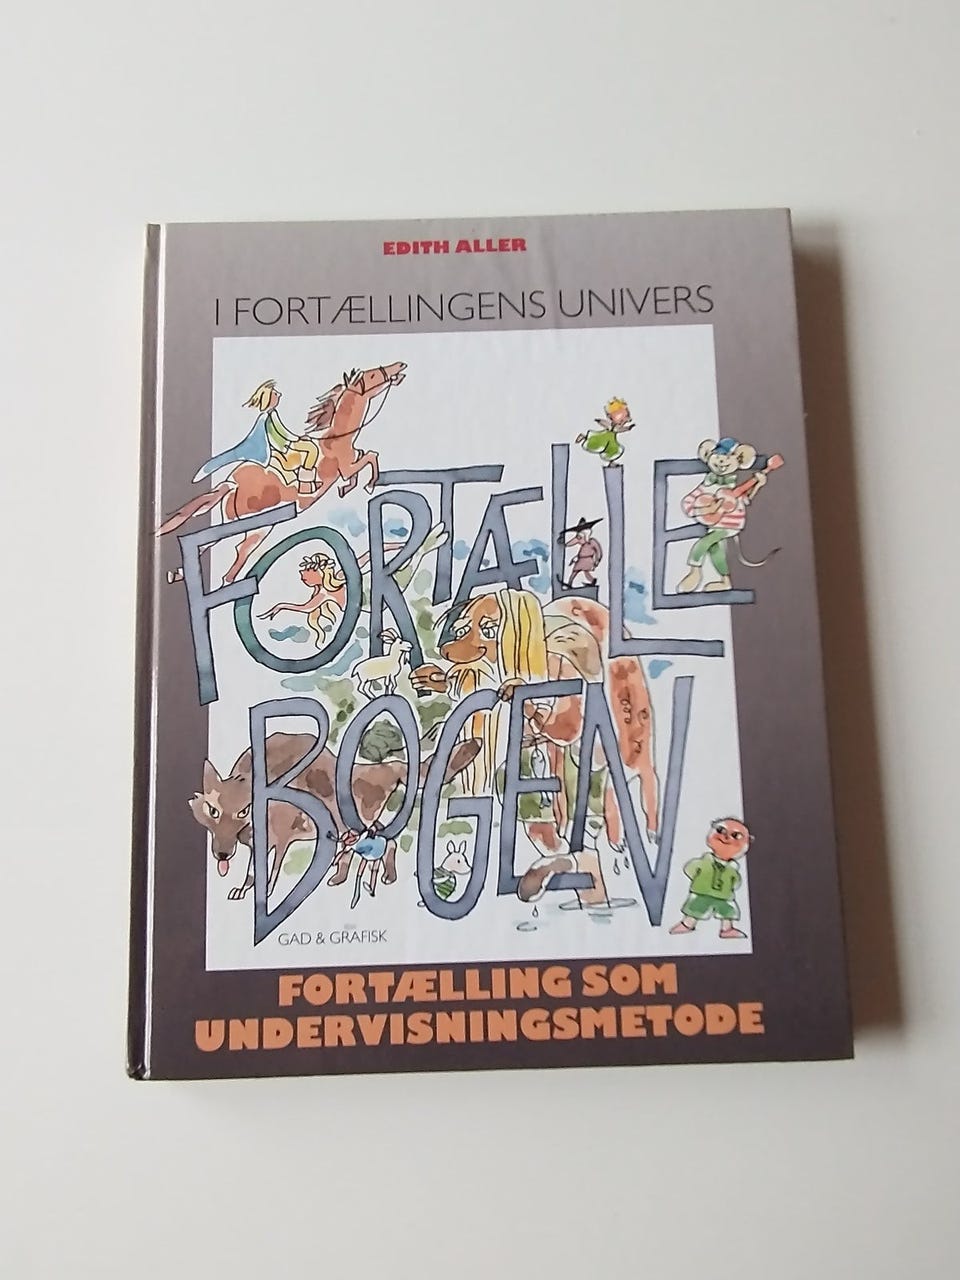 EDITH ALLER
I FORTÆLLINGENS UNIVERS
FORTÆLLE
BOGEN
GAD & GRAFISK
FORTÆLLING SOM
UNDERVISNINGSMETODE